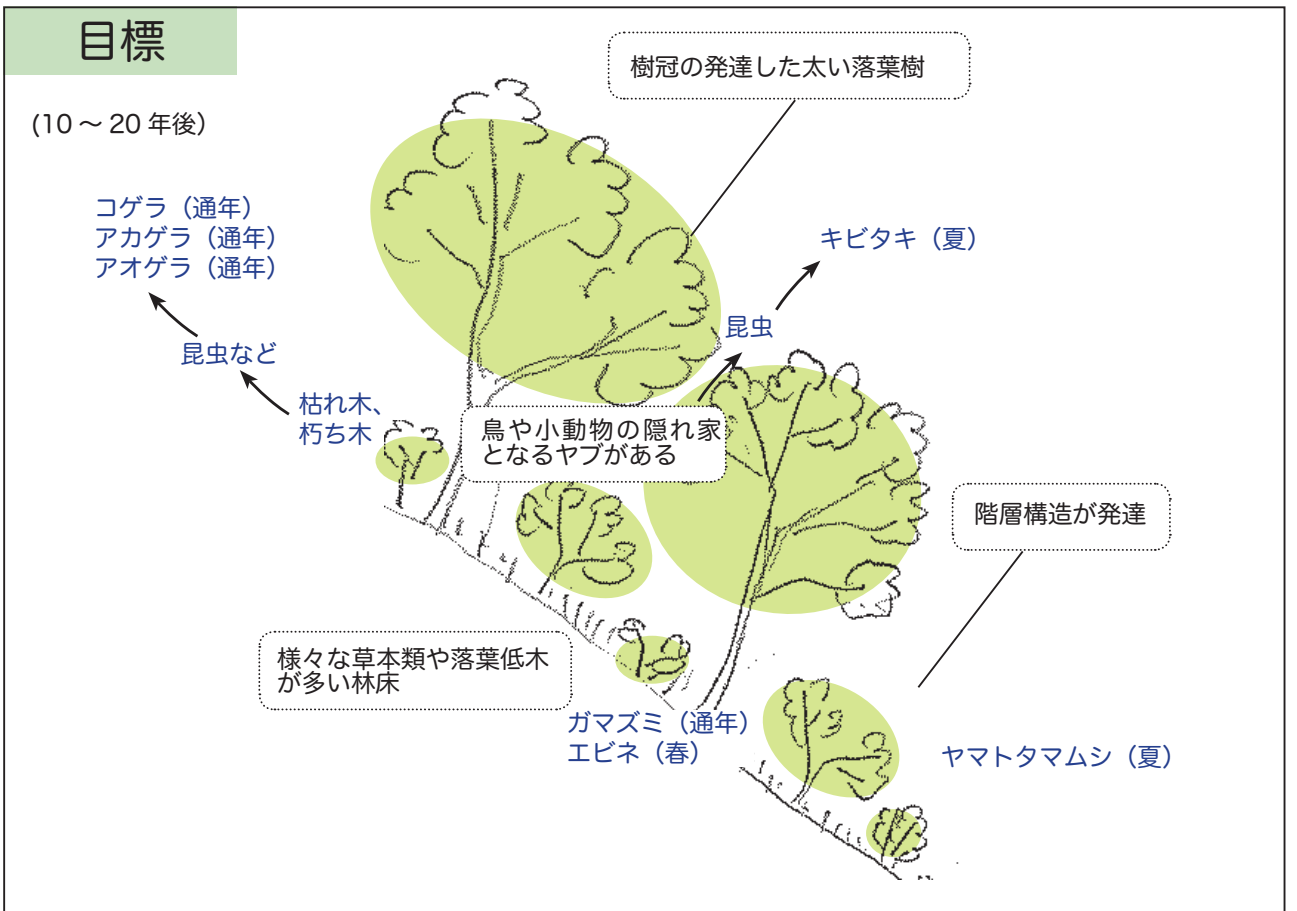 目標
(10 ～ 20 年後）
樹冠の発達した太い落葉樹
コゲラ（通年）
アカゲラ（通年）
アオゲラ（通年）
キビタキ（夏）
昆虫など
昆虫
枯れ木、
朽ち木
鳥や小動物の隠れ家
となるヤブがある
階層構造が発達
様々な草本類や落葉低木
が多い林床
ガマズミ（通年）
エビネ（春）
ヤマトタマムシ（夏）